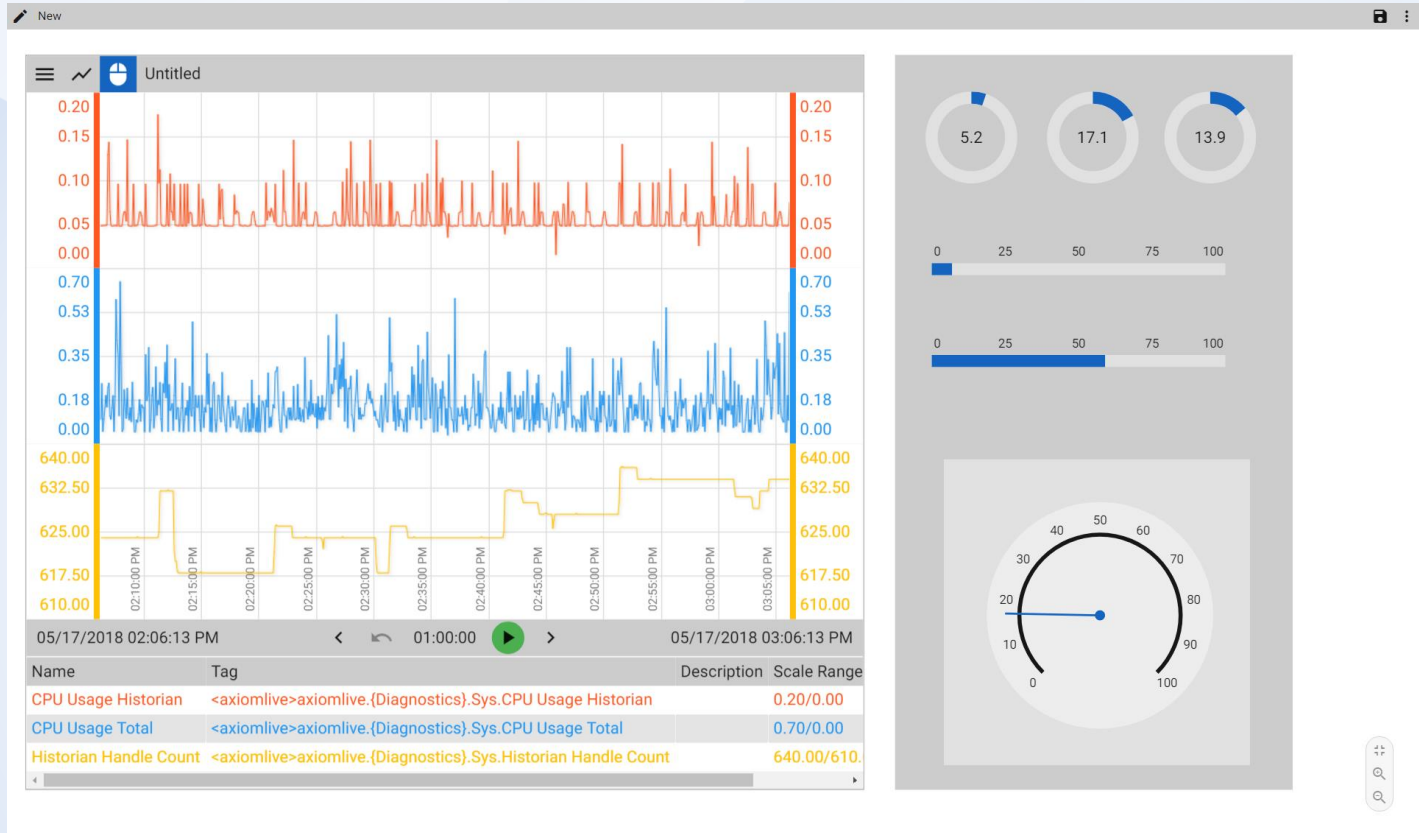 New
Untitled
0.20 0.20
0.15 0.15
0.10 0.10
0.05 0.05
0.00 0.00
0.70 0.70
0.53 0.53
0.35 0.35
0.18 0.18
0.00 0.00
640.00 640.00
632.50 632.50
625.00 625.00
617.50 617.50
610.00 610.00
02:10:00 PM
02:15:00 PM
02:20:00 PM
02:25:00 PM
02:30:00 PM
02:35:00 PM
02:40:00 PM
02:45:00 PM
02:50:00 PM
02:55:00 PM
03:00:00 PM
03:05:00 PM
05/17/2018 02:06:13 PM 01:00:00 05/17/2018 03:06:13 PM
Name Tag Description Scale Range
CPU Usage Historian <axiomlive>axiomlive.{Diagnostics}.Sys.CPU Usage Historian 0.20/0.00
CPU Usage Total <axiomlive>axiomlive.{Diagnostics}.Sys.CPU Usage Total 0.70/0.00
Historian Handle Count <axiomlive>axiomlive.{Diagnostics}.Sys.Historian Handle Count 640.00/610.
5.2 17.1 13.9
0 25 50 75 100
0 25 50 75 100
0
10
20
30
40
50
60
70
80
90
100